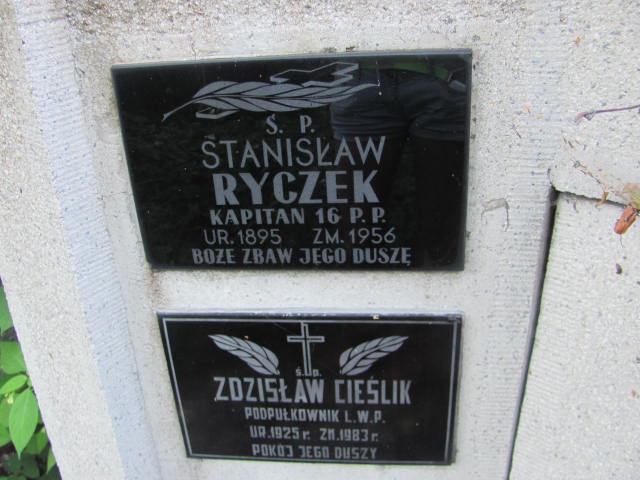 Ś. P.
STANISŁAW
RYCZEK
KAPITAN 16 P.P.
UR. 1895 ZM. 1956
BOŻE ZBAW JEGO DUSZĘ
ś. p.
ZDZISŁAW CIEŚLIK
PODPUŁKOWNIK L.W.P.
UR. 1925 r. ZM. 1983 r.
POKÓJ JEGO DUSZY